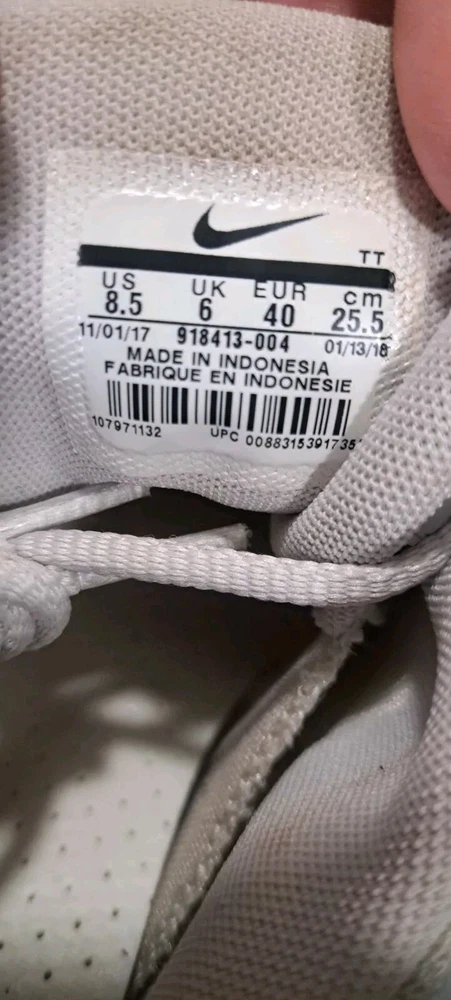 TT
US UK EUR cm
8.5 6 40 25.5
11/01/17 918413-004 01/13/18
MADE IN INDONESIA
FABRIQUE EN INDONESIE
107971132 UPC 0088315391735